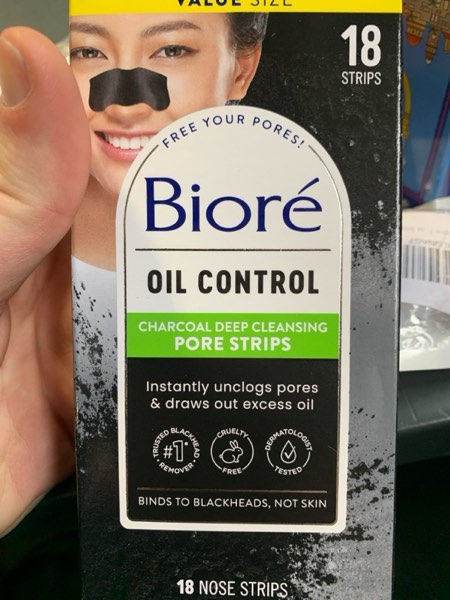 VALUE SIZE
18
STRIPS
FREE YOUR PORES!
Bioré
OIL CONTROL
CHARCOAL DEEP CLEANSING
PORE STRIPS
Instantly unclogs pores
& draws out excess oil
TRUSTED BLACKHEAD
#1*
REMOVER
CRUELTY
FREE
DERMATOLOGIST
TESTED
BINDS TO BLACKHEADS, NOT SKIN
18 NOSE STRIPS